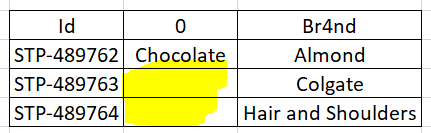 Id 0 Br4nd
STP-489762 Chocolate Almond
STP-489763 Colgate
STP-489764 Hair and Shoulders